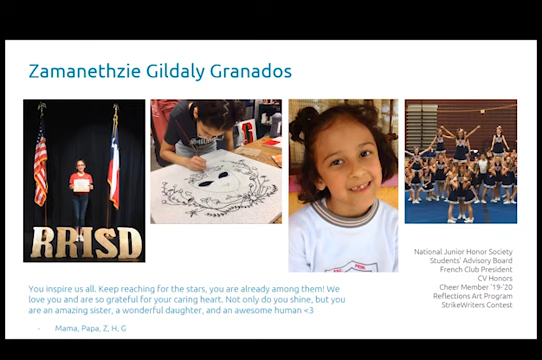 Zamanethzie Gildaly Granados
RRISD
National Junior Honor Society
Students' Advisory Board
French Club President
CV Honors
Cheer Member '19-'20
Reflections Art Program
StrikeWriters Contest
You inspire us all. Keep reaching for the stars, you are already among them! We
love you and are so grateful for your caring heart. Not only do you shine, but you
are an amazing sister, a wonderful daughter, and an awesome human <3
- Mama, Papa, Z, H, G